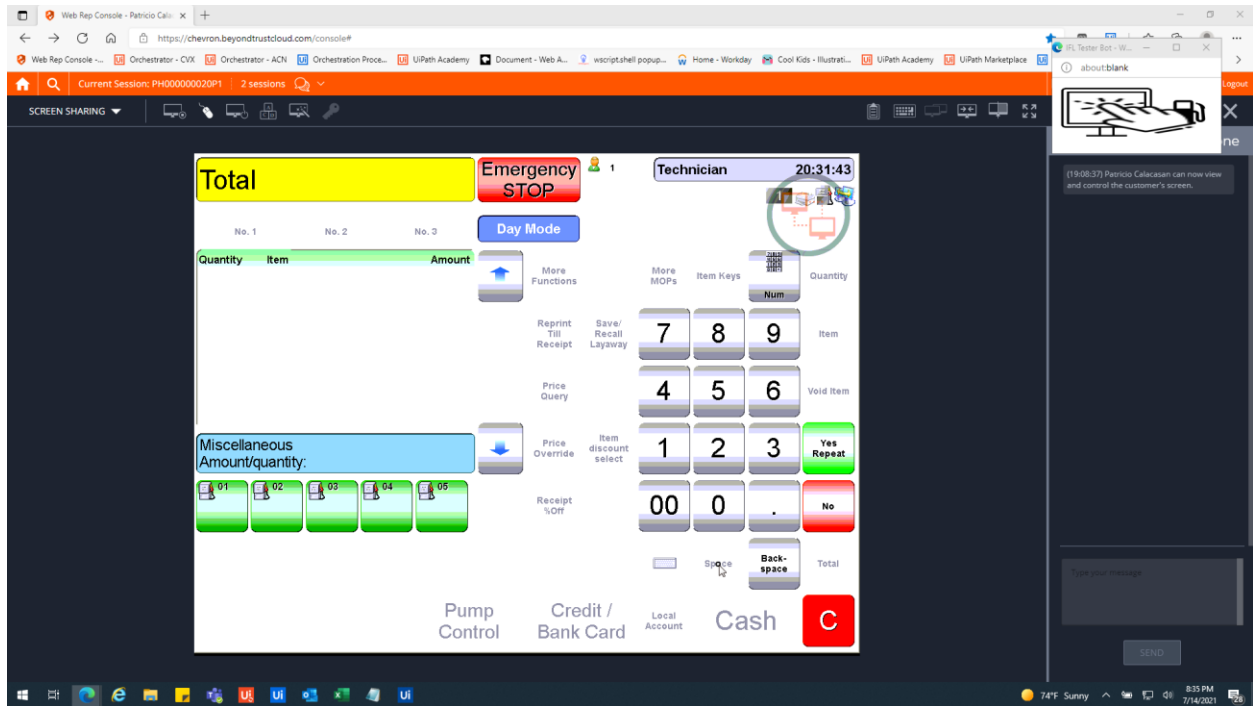 Web Rep Console - Patricio Cala
https://chevron.beyondtrustcloud.com/console#
Web Rep Console -... Orchestrator - CVX Orchestrator - ACN Orchestration Proce... UiPath Academy Document - Web A... wscript.shell popup... Home - Workday Cool Kids - Illustrati... UiPath Academy UiPath Marketplace
IFL Tester Bot - W...
about:blank
Current Session: PH000000020P1 2 sessions
Logout
SCREEN SHARING
(19:08:37) Patricio Calacasan can now view
and control the customer's screen.
Total
Emergency
STOP
1
Technician 20:31:43
1
No. 1 No. 2 No. 3
Day Mode
Quantity Item Amount
More
Functions
More
MOPs
Item Keys
Num
Quantity
Reprint
Till
Receipt
Save/
Recall
Layaway
7 8 9
Item
Price
Query
4 5 6
Void Item
Miscellaneous
Amount/quantity:
Price
Override
Item
discount
select
1 2 3
Yes
Repeat
01 02 03 04 05
Receipt
%Off
00 0 .
No
Space
Back-
space
Total
Pump
Control
Credit /
Bank Card
Local
Account
Cash
C
Type your message
SEND
74°F Sunny
8:35 PM
7/14/2021
28